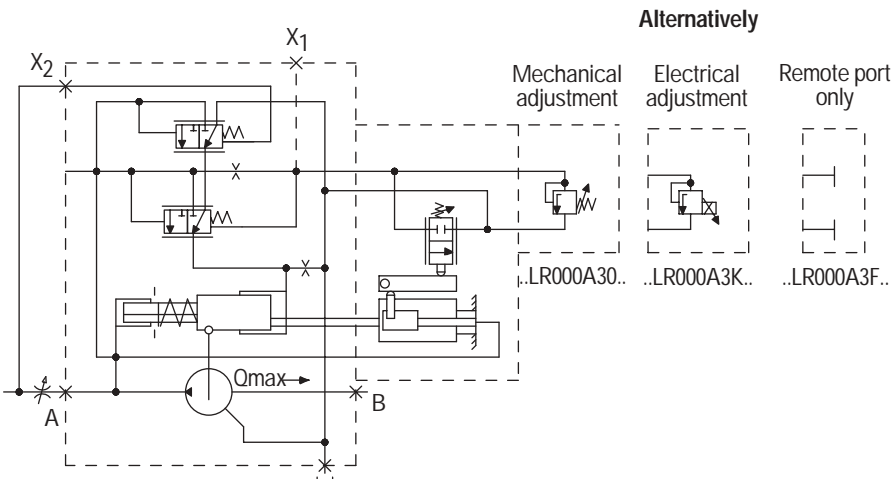 Alternatively
X1
X2
Mechanical
adjustment
Electrical
adjustment
Remote port
only
..LR000A30..
..LR000A3K..
..LR000A3F..
Qmax
A
B